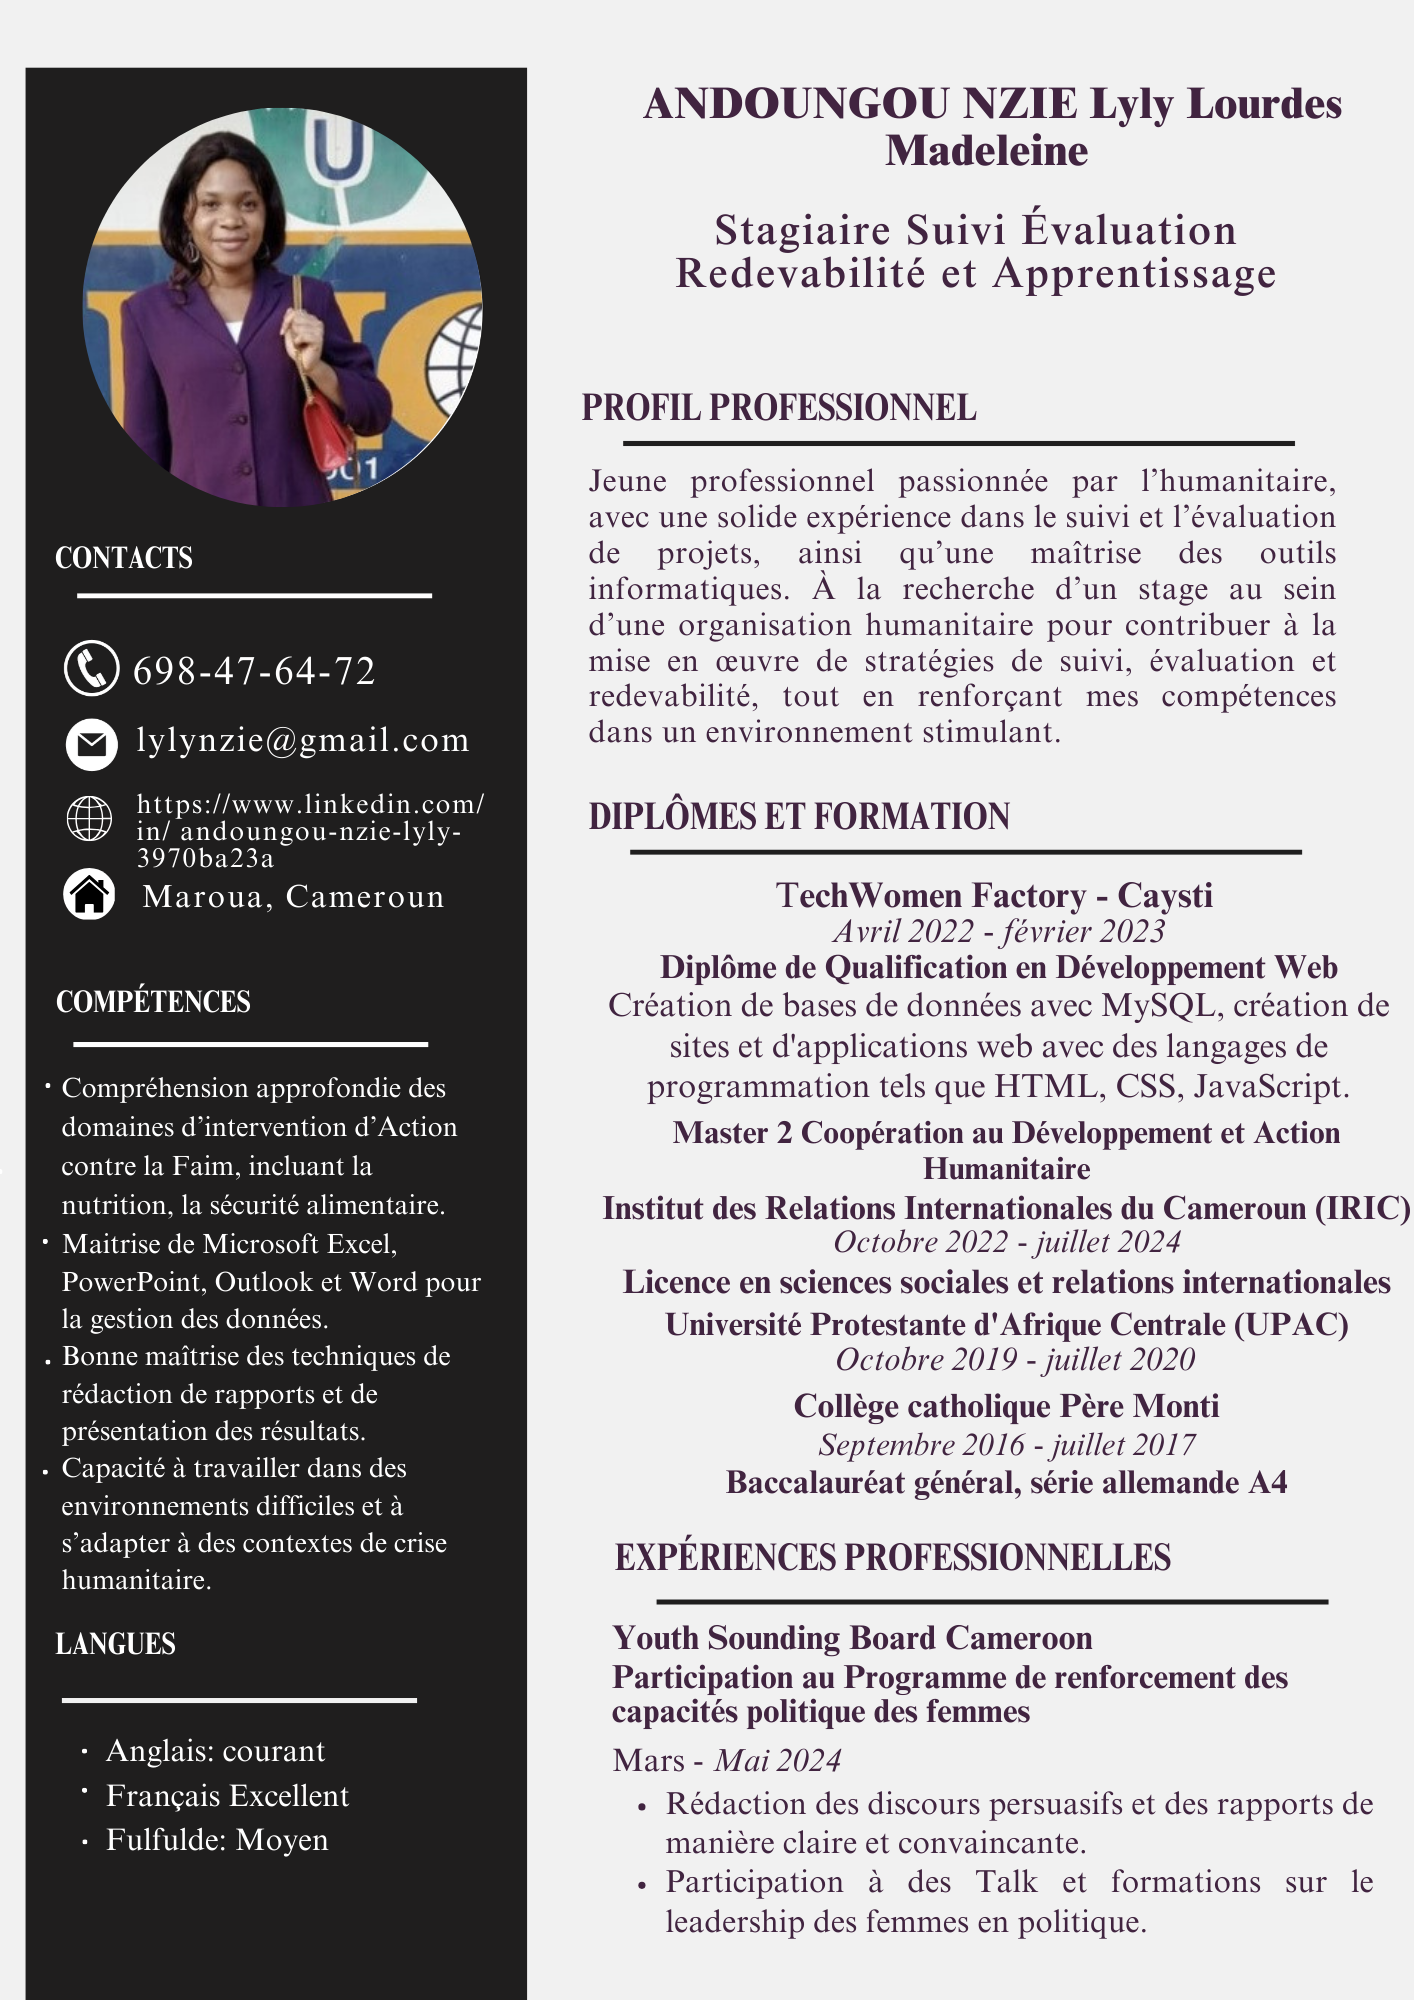 ANDOUNGOU NZIE Lyly Lourdes
Madeleine
Stagiaire Suivi Évaluation
Redevabilité et Apprentissage
U
001
CONTACTS
698-47-64-72
lylynzie@gmail.com
https://www.linkedin.com/
in/ andoungou-nzie-lyly-
3970ba23a
Maroua, Cameroun
COMPÉTENCES
· Compréhension approfondie des
domaines d’intervention d’Action
contre la Faim, incluant la
nutrition, la sécurité alimentaire.
· Maitrise de Microsoft Excel,
PowerPoint, Outlook et Word pour
la gestion des données.
· Bonne maîtrise des techniques de
rédaction de rapports et de
présentation des résultats.
· Capacité à travailler dans des
environnements difficiles et à
s’adapter à des contextes de crise
humanitaire.
LANGUES
· Anglais: courant
· Français Excellent
· Fulfulde: Moyen
PROFIL PROFESSIONNEL
Jeune professionnel passionnée par l’humanitaire,
avec une solide expérience dans le suivi et l’évaluation
de projets, ainsi qu’une maîtrise des outils
informatiques. À la recherche d’un stage au sein
d’une organisation humanitaire pour contribuer à la
mise en œuvre de stratégies de suivi, évaluation et
redevabilité, tout en renforçant mes compétences
dans un environnement stimulant.
DIPLÔMES ET FORMATION
TechWomen Factory - Caysti
Avril 2022 - février 2023
Diplôme de Qualification en Développement Web
Création de bases de données avec MySQL, création de
sites et d'applications web avec des langages de
programmation tels que HTML, CSS, JavaScript.
Master 2 Coopération au Développement et Action
Humanitaire
Institut des Relations Internationales du Cameroun (IRIC)
Octobre 2022 - juillet 2024
Licence en sciences sociales et relations internationales
Université Protestante d'Afrique Centrale (UPAC)
Octobre 2019 - juillet 2020
Collège catholique Père Monti
Septembre 2016 - juillet 2017
Baccalauréat général, série allemande A4
EXPÉRIENCES PROFESSIONNELLES
Youth Sounding Board Cameroon
Participation au Programme de renforcement des
capacités politique des femmes
Mars - Mai 2024
• Rédaction des discours persuasifs et des rapports de
manière claire et convaincante.
• Participation à des Talk et formations sur le
leadership des femmes en politique.